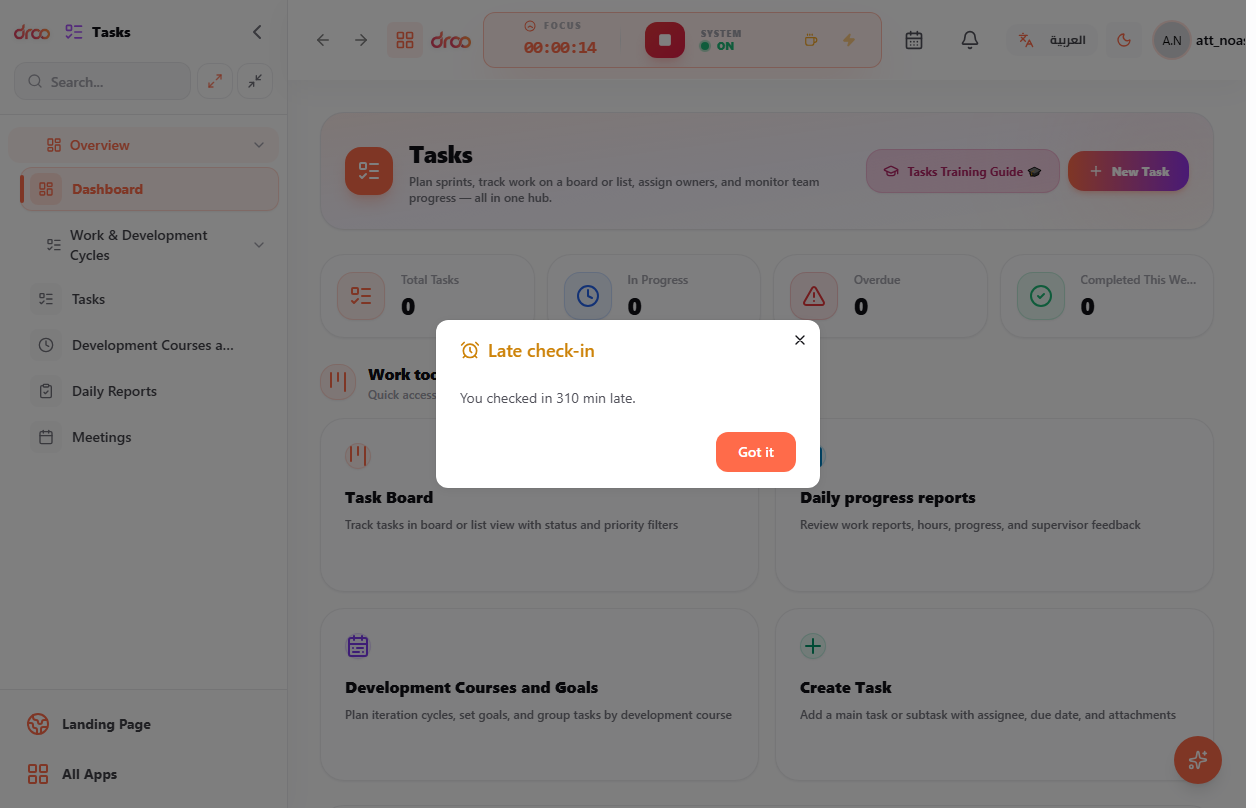 droo
Tasks
Search...
Overview
Dashboard
Work & Development
Cycles
Tasks
Development Courses a...
Daily Reports
Meetings
Landing Page
All Apps
droo
FOCUS
00:00:14
SYSTEM
ON
العربية
A.N
Tasks
Plan sprints, track work on a board or list, assign owners, and monitor team
progress — all in one hub.
Tasks Training Guide 🎓
New Task
Total Tasks
0
In Progress
0
Overdue
0
Completed This We...
0
Late check-in
You checked in 310 min late.
Got it
Quick access
Task Board
Track tasks in board or list view with status and priority filters
Daily progress reports
Review work reports, hours, progress, and supervisor feedback
Development Courses and Goals
Plan iteration cycles, set goals, and group tasks by development course
Create Task
Add a main task or subtask with assignee, due date, and attachments